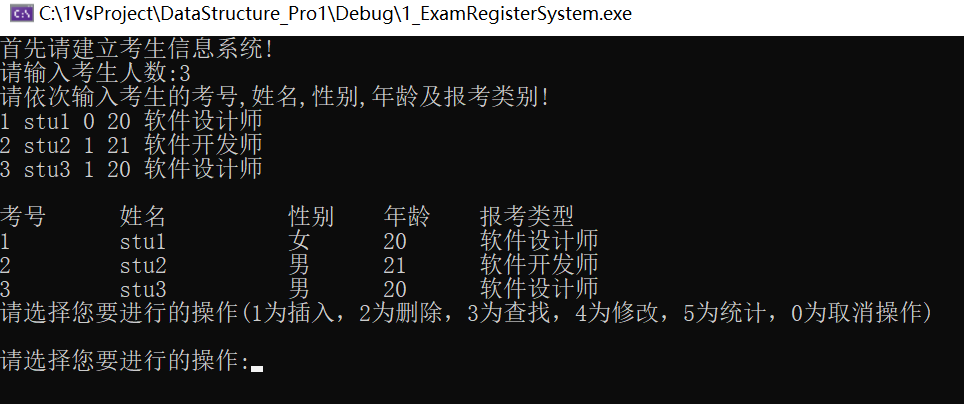 C:\1VsProject\DataStructure_Pro1\Debug\1_ExamRegisterSystem.exe
首先请建立考生信息系统!
请输入考生人数:3
请依次输入考生的考号,姓名,性别,年龄及报考类别!
1 stu1 0 20 软件设计师
2 stu2 1 21 软件开发师
3 stu3 1 20 软件设计师
考号 姓名 性别 年龄 报考类型
1 stu1 女 20 软件设计师
2 stu2 男 21 软件开发师
3 stu3 男 20 软件设计师
请选择您要进行的操作(1为插入，2为删除，3为查找，4为修改，5为统计，0为取消操作)
请选择您要进行的操作: